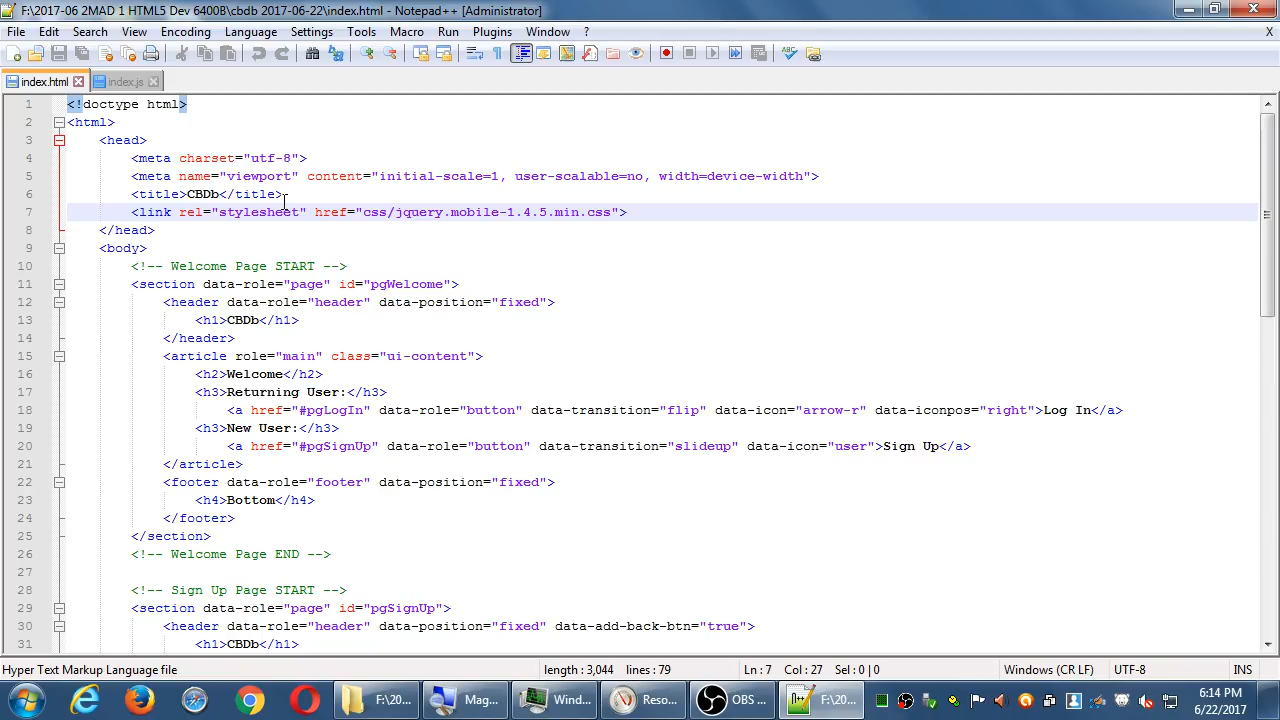 F:\2017-06 2MAD 1 HTML5 Dev 6400B\cbdb 2017-06-22\index.html - Notepad++ [Administrator]
File Edit Search View Encoding Language Settings Tools Macro Run Plugins Window ? X
index.html index.js
1 <!doctype html>
2 <html>
3 <head>
4 <meta charset="utf-8">
5 <meta name="viewport" content="initial-scale=1, user-scalable=no, width=device-width">
6 <title>CBDb</title>
7 <link rel="stylesheet" href="css/jquery.mobile-1.4.5.min.css">
8 </head>
9 <body>
10 <!-- Welcome Page START -->
11 <section data-role="page" id="pgWelcome">
12 <header data-role="header" data-position="fixed">
13 <h1>CBDb</h1>
14 </header>
15 <article role="main" class="ui-content">
16 <h2>Welcome</h2>
17 <h3>Returning User:</h3>
18 <a href="#pgLogIn" data-role="button" data-transition="flip" data-icon="arrow-r" data-iconpos="right">Log In</a>
19 <h3>New User:</h3>
20 <a href="#pgSignUp" data-role="button" data-transition="slideup" data-icon="user">Sign Up</a>
21 </article>
22 <footer data-role="footer" data-position="fixed">
23 <h4>Bottom</h4>
24 </footer>
25 </section>
26 <!-- Welcome Page END -->
27
28 <!-- Sign Up Page START -->
29 <section data-role="page" id="pgSignUp">
30 <header data-role="header" data-position="fixed" data-add-back-btn="true">
31 <h1>CBDb</h1>
Hyper Text Markup Language file length : 3,044 lines : 79 Ln : 7 Col : 27 Sel : 0 | 0 Windows (CR LF) UTF-8 INS
F:\20... Mag... Wind... Reso... OBS ... F:\20...
6:14 PM
6/22/2017